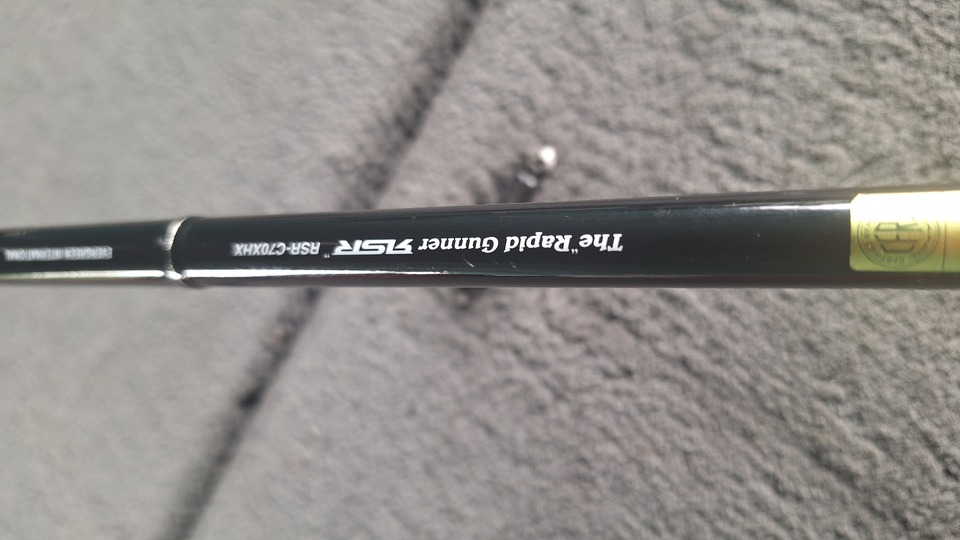 The "Rapid Gunner RSR™ RSR-C70XHX
EVERGREEN INTERNATIONAL